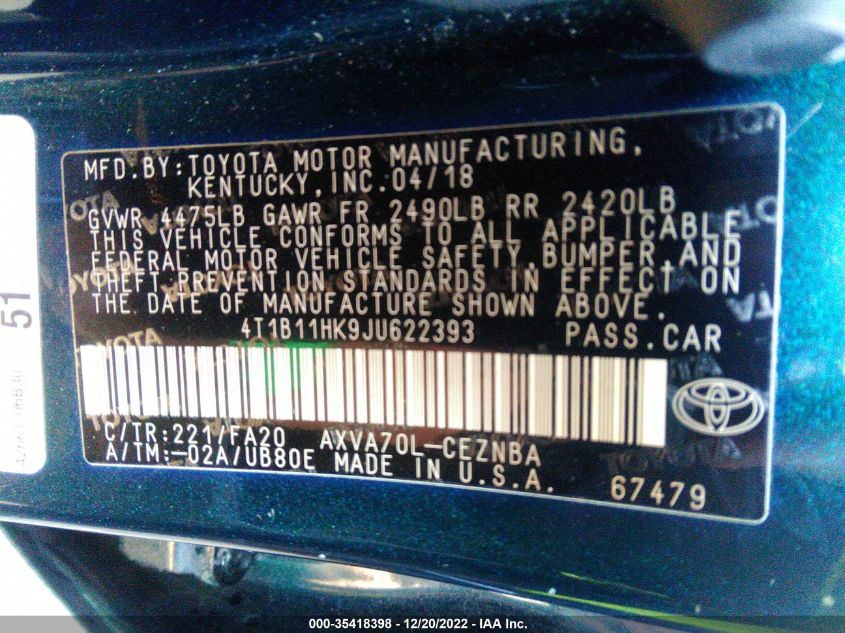 MFD.BY:TOYOTA MOTOR MANUFACTURING,
KENTUCKY,INC.04/18
GVWR 4475LB GAWR FR 2490LB RR 2420LB
THIS VEHICLE CONFORMS TO ALL APPLICABLE
FEDERAL MOTOR VEHICLE SAFETY,BUMPER,AND
THEFT PREVENTION STANDARDS IN EFFECT ON
THE DATE OF MANUFACTURE SHOWN ABOVE.
4T1B11HK9JU622393 PASS.CAR
C/TR:221/FA20 AXVA70L-CEZNBA
A/TM:-02A/UB80E MADE IN U.S.A.
67479
51
TOYOTA
000-35418398 - 12/20/2022 - IAA Inc.